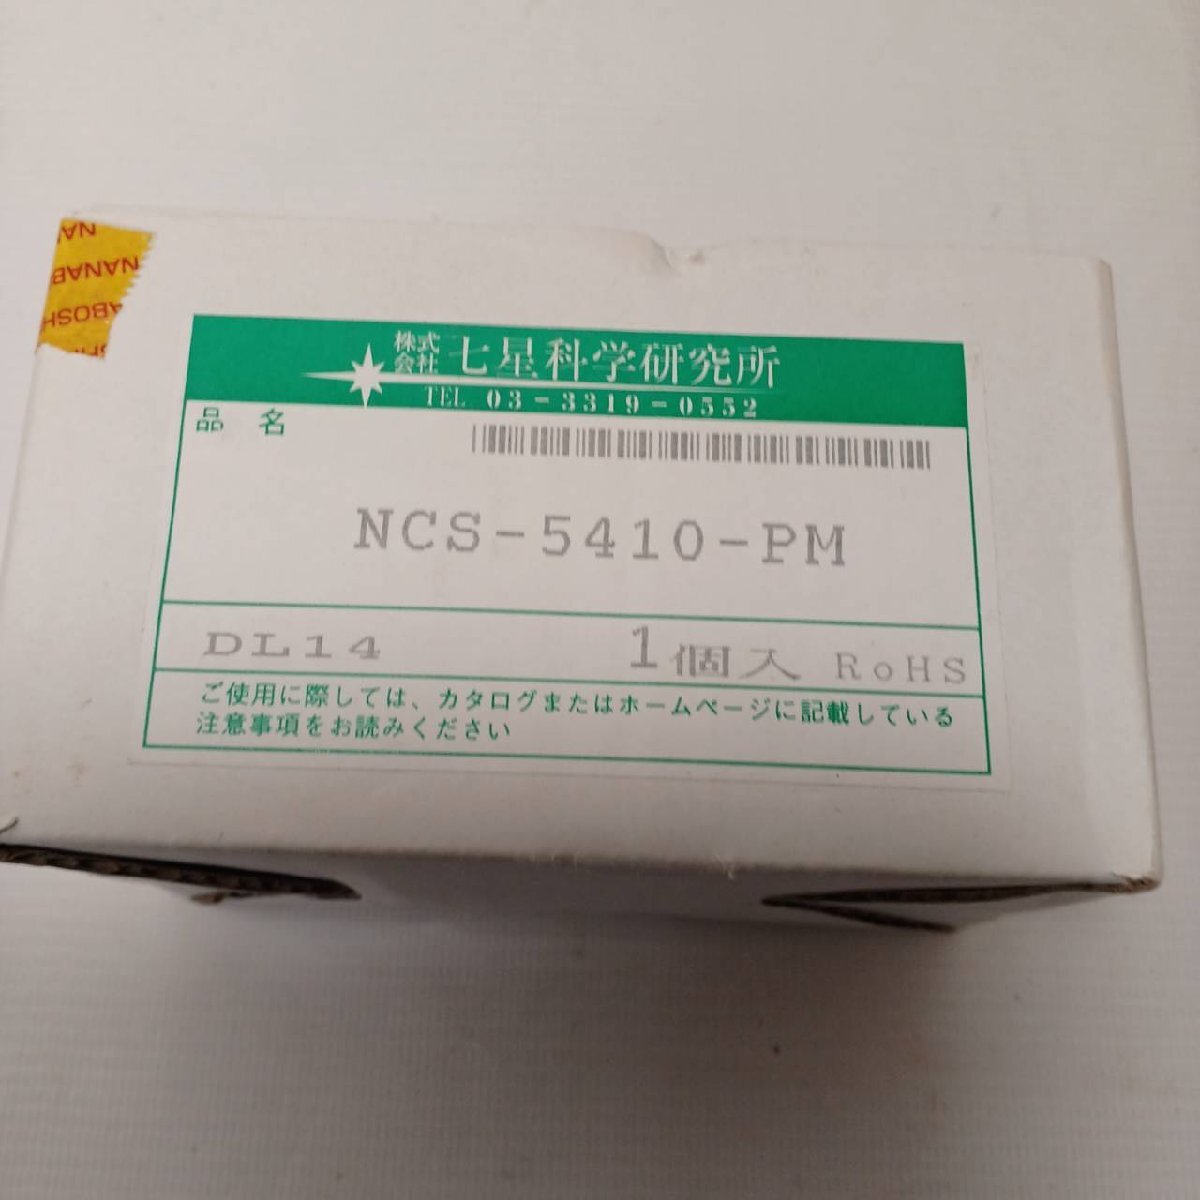 NA
NANAB
ABOSH
株式会社 七星科学研究所
TEL 03-3319-0552
品名
NCS-5410-PM
DL14 1個入 RoHS
ご使用に際しては、カタログまたはホームページに記載している
注意事項をお読みください